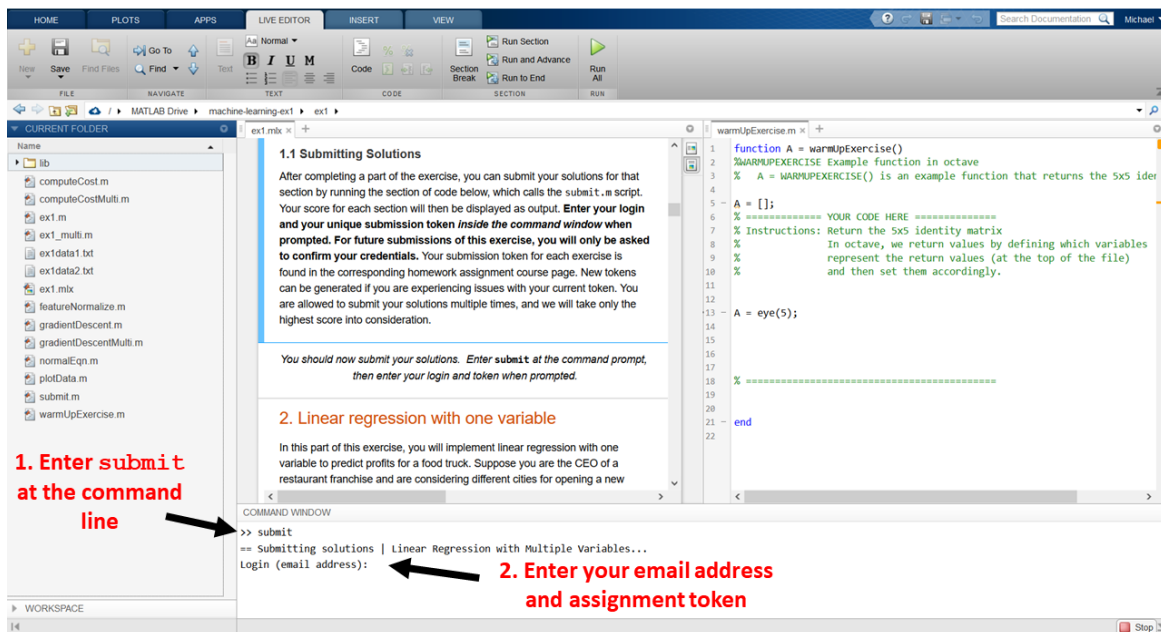 HOME PLOTS APPS LIVE EDITOR INSERT VIEW Search Documentation Michael
New Save Find Files Go To Find Text Aa Normal B I U M Code Section Break Run Section Run and Advance Run to End Run All
FILE NAVIGATE TEXT CODE SECTION RUN
/ MATLAB Drive machine-learning-ex1 ex1
CURRENT FOLDER
Name
lib
computeCost.m
computeCostMulti.m
ex1.m
ex1_multi.m
ex1data1.txt
ex1data2.txt
ex1.mlx
featureNormalize.m
gradientDescent.m
gradientDescentMulti.m
normalEqn.m
plotData.m
submit.m
warmUpExercise.m
1. Enter submit
at the command
line
WORKSPACE
ex1.mlx × +
1.1 Submitting Solutions
After completing a part of the exercise, you can submit your solutions for that
section by running the section of code below, which calls the submit.m script.
Your score for each section will then be displayed as output. Enter your login
and your unique submission token inside the command window when
prompted. For future submissions of this exercise, you will only be asked
to confirm your credentials. Your submission token for each exercise is
found in the corresponding homework assignment course page. New tokens
can be generated if you are experiencing issues with your current token. You
are allowed to submit your solutions multiple times, and we will take only the
highest score into consideration.
You should now submit your solutions. Enter submit at the command prompt,
then enter your login and token when prompted.
2. Linear regression with one variable
In this part of this exercise, you will implement linear regression with one
variable to predict profits for a food truck. Suppose you are the CEO of a
restaurant franchise and are considering different cities for opening a new
warmUpExercise.m × +
1 function A = warmUpExercise()
2 %WARMUPEXERCISE Example function in octave
3 % A = WARMUPEXERCISE() is an example function that returns the 5x5 iden
4
5 – A = [];
6 % ============= YOUR CODE HERE ==============
7 % Instructions: Return the 5x5 identity matrix
8 % In octave, we return values by defining which variables
9 % represent the return values (at the top of the file)
10 % and then set them accordingly.
11
12
13 – A = eye(5);
14
15
16
17
18 % ===========================================
19
20
21 – end
22
COMMAND WINDOW
>> submit
== Submitting solutions | Linear Regression with Multiple Variables...
Login (email address):
2. Enter your email address
and assignment token
Stop